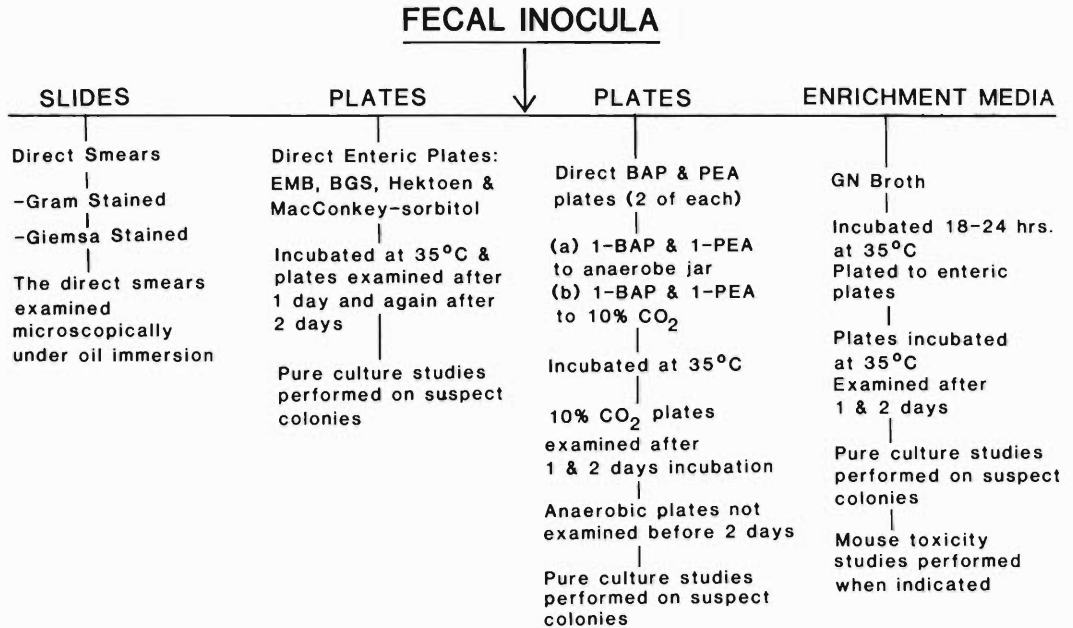 FECAL INOCULA
SLIDES
Direct Smears
-Gram Stained
-Giemsa Stained
The direct smears
examined
microscopically
under oil immersion
PLATES
Direct Enteric Plates:
EMB, BGS, Hektoen &
MacConkey-sorbitol
Incubated at 35°C &
plates examined after
1 day and again after
2 days
Pure culture studies
performed on suspect
colonies
PLATES
Direct BAP & PEA
plates (2 of each)
(a) 1-BAP & 1-PEA
to anaerobe jar
(b) 1-BAP & 1-PEA
to 10% CO₂
Incubated at 35°C
10% CO₂ plates
examined after
1 & 2 days incubation
Anaerobic plates not
examined before 2 days
Pure culture studies
performed on suspect
colonies
ENRICHMENT MEDIA
GN Broth
Incubated 18-24 hrs.
at 35°C
Plated to enteric
plates
Plates incubated
at 35°C
Examined after
1 & 2 days
Pure culture studies
performed on suspect
colonies
Mouse toxicity
studies performed
when indicated